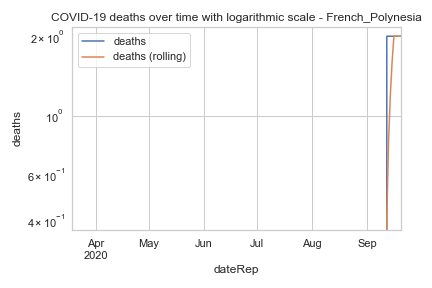 COVID-19 deaths over time with logarithmic scale - French_Polynesia
deaths
deaths (rolling)
2 × 10⁰
10⁰
6 × 10⁻¹
4 × 10⁻¹
deaths
Apr
2020
May
Jun
Jul
Aug
Sep
dateRep